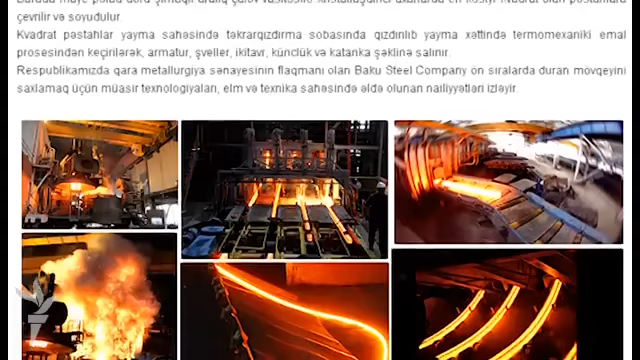 çevrilir və soyudulur.
Kvadrat pəstahlar yayma sahəsində təkrarqızdırma sobasında qızdırılıb yayma xəttində termomexaniki emal
prosesindən keçirilərək, armatur, şveller, ikitavr, künclük və katanka şəklinə salınır.
Respublikamızda qara metallurgiya sənayesinin flaqmanı olan Baku Steel Company ön sıralarda duran mövqeyini
saxlamaq üçün müasir texnologiyaları, elm və texnika sahəsində əldə olunan nailiyyətləri izləyir.